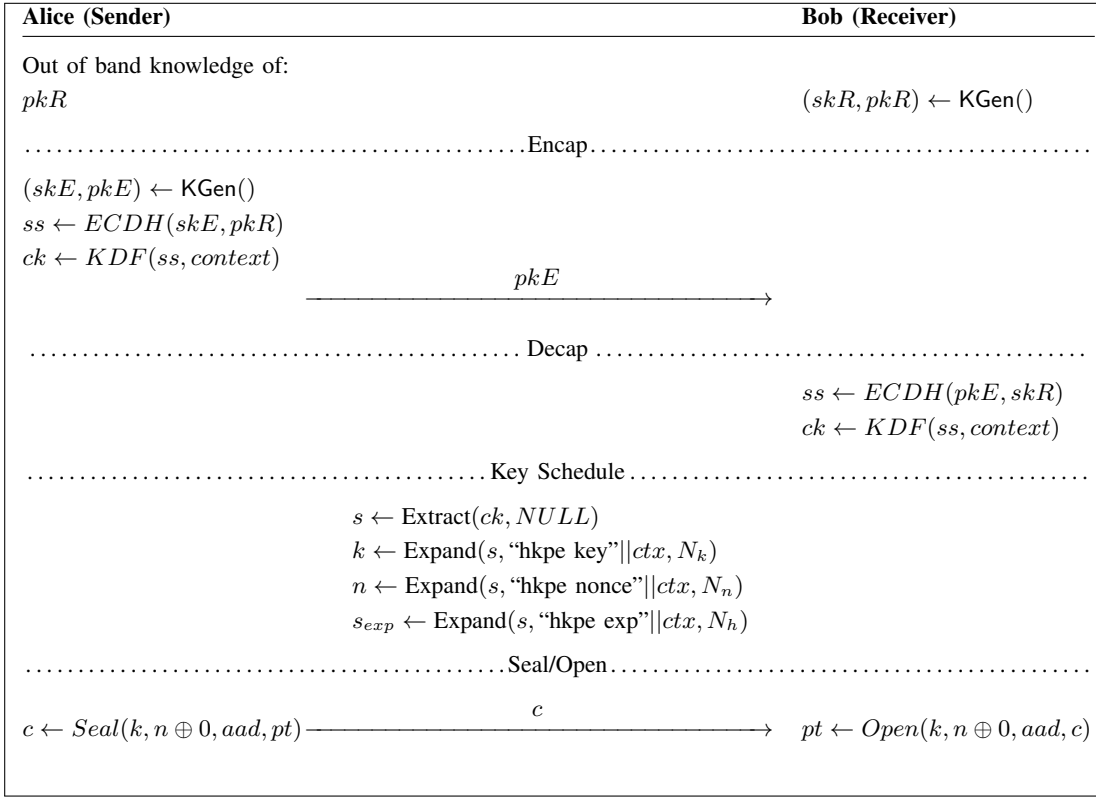 Alice (Sender) Bob (Receiver)
Out of band knowledge of:
pkR (skR, pkR) ← KGen()
Encap
(skE, pkE) ← KGen()
ss ← ECDH(skE, pkR)
ck ← KDF(ss, context)
pkE
Decap
ss ← ECDH(pkE, skR)
ck ← KDF(ss, context)
Key Schedule
s ← Extract(ck, NULL)
k ← Expand(s, “hkpe key”||ctx, N_k)
n ← Expand(s, “hkpe nonce”||ctx, N_n)
s_{exp} ← Expand(s, “hkpe exp”||ctx, N_h)
Seal/Open
c ← Seal(k, n ⊕ 0, aad, pt) c pt ← Open(k, n ⊕ 0, aad, c)